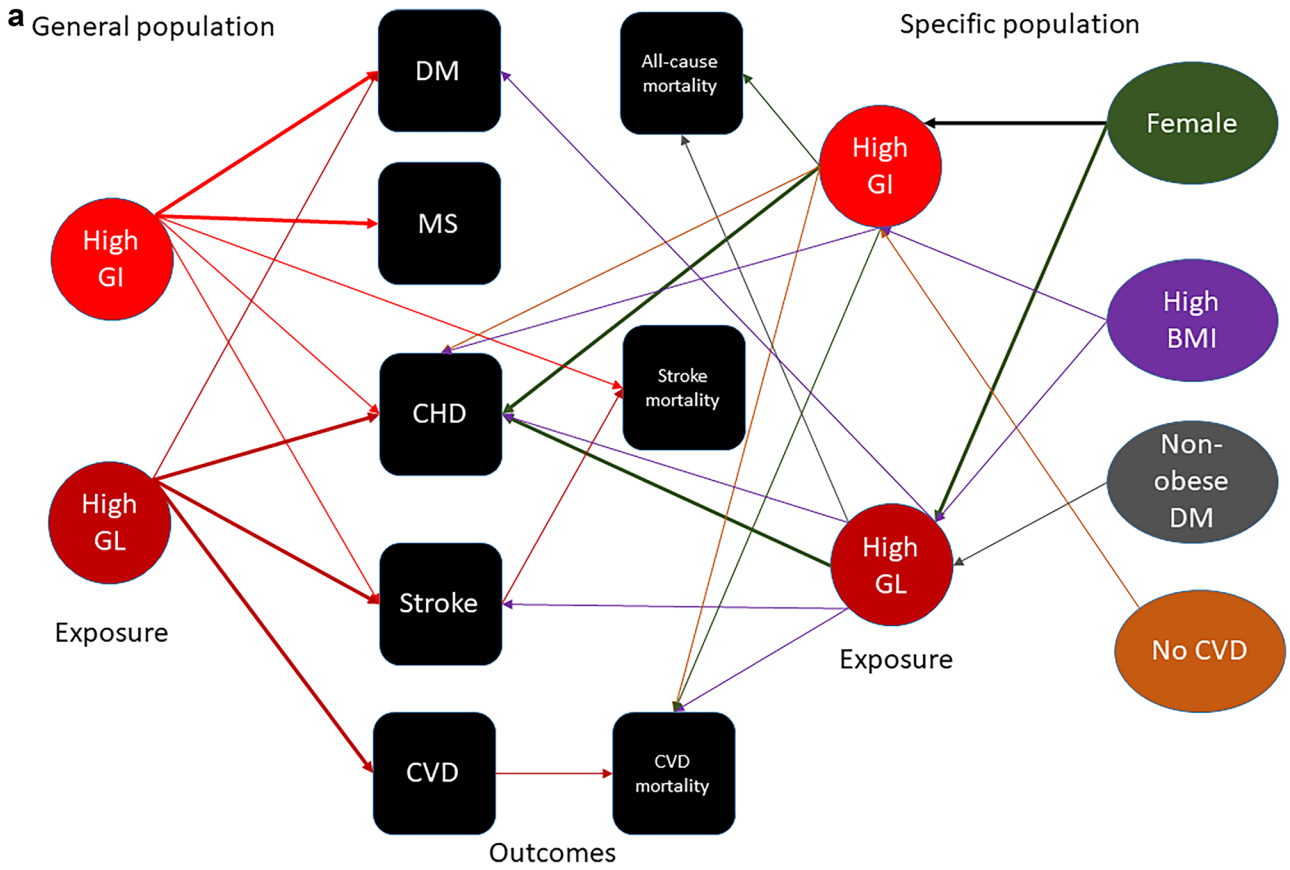 a
General population
Specific population
DM
All-cause
mortality
Female
High
GI
MS
High
GI
High
BMI
CHD
Stroke
mortality
Non-
obese
DM
High
GL
High
GL
Stroke
Exposure
Exposure
No CVD
CVD
CVD
mortality
Outcomes